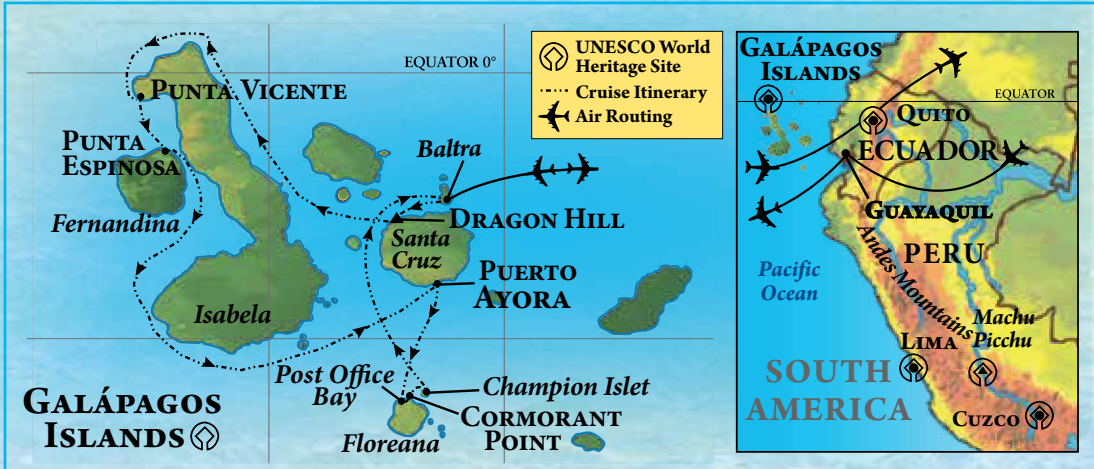 EQUATOR 0°
UNESCO World
Heritage Site
Cruise Itinerary
Air Routing
PUNTA VICENTE
PUNTA
ESPINOSA
Fernandina
Baltra
DRAGON HILL
Santa
Cruz
PUERTO
AYORA
Isabela
Post Office
Bay
Champion Islet
CORMORANT
POINT
Floreana
GALÁPAGOS
ISLANDS
GALÁPAGOS
ISLANDS
EQUATOR
QUITO
ECUADOR
GUAYAQUIL
PERU
Andes Mountains
Pacific
Ocean
Machu
Picchu
LIMA
SOUTH
AMERICA
CUZCO